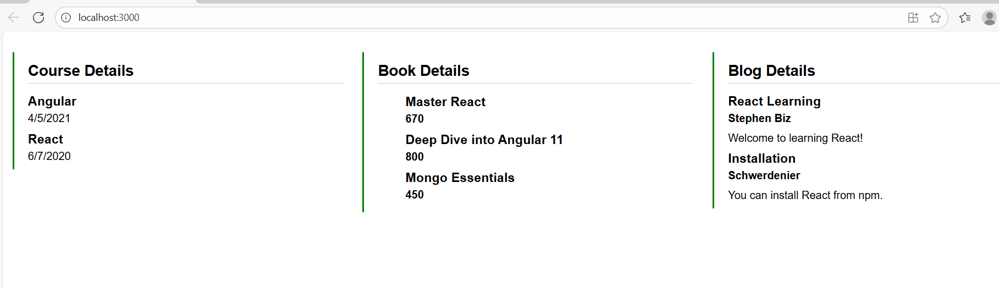 localhost:3000
Course Details
Angular
4/5/2021
React
6/7/2020
Book Details
Master React
670
Deep Dive into Angular 11
800
Mongo Essentials
450
Blog Details
React Learning
Stephen Biz
Welcome to learning React!
Installation
Schwerdenier
You can install React from npm.